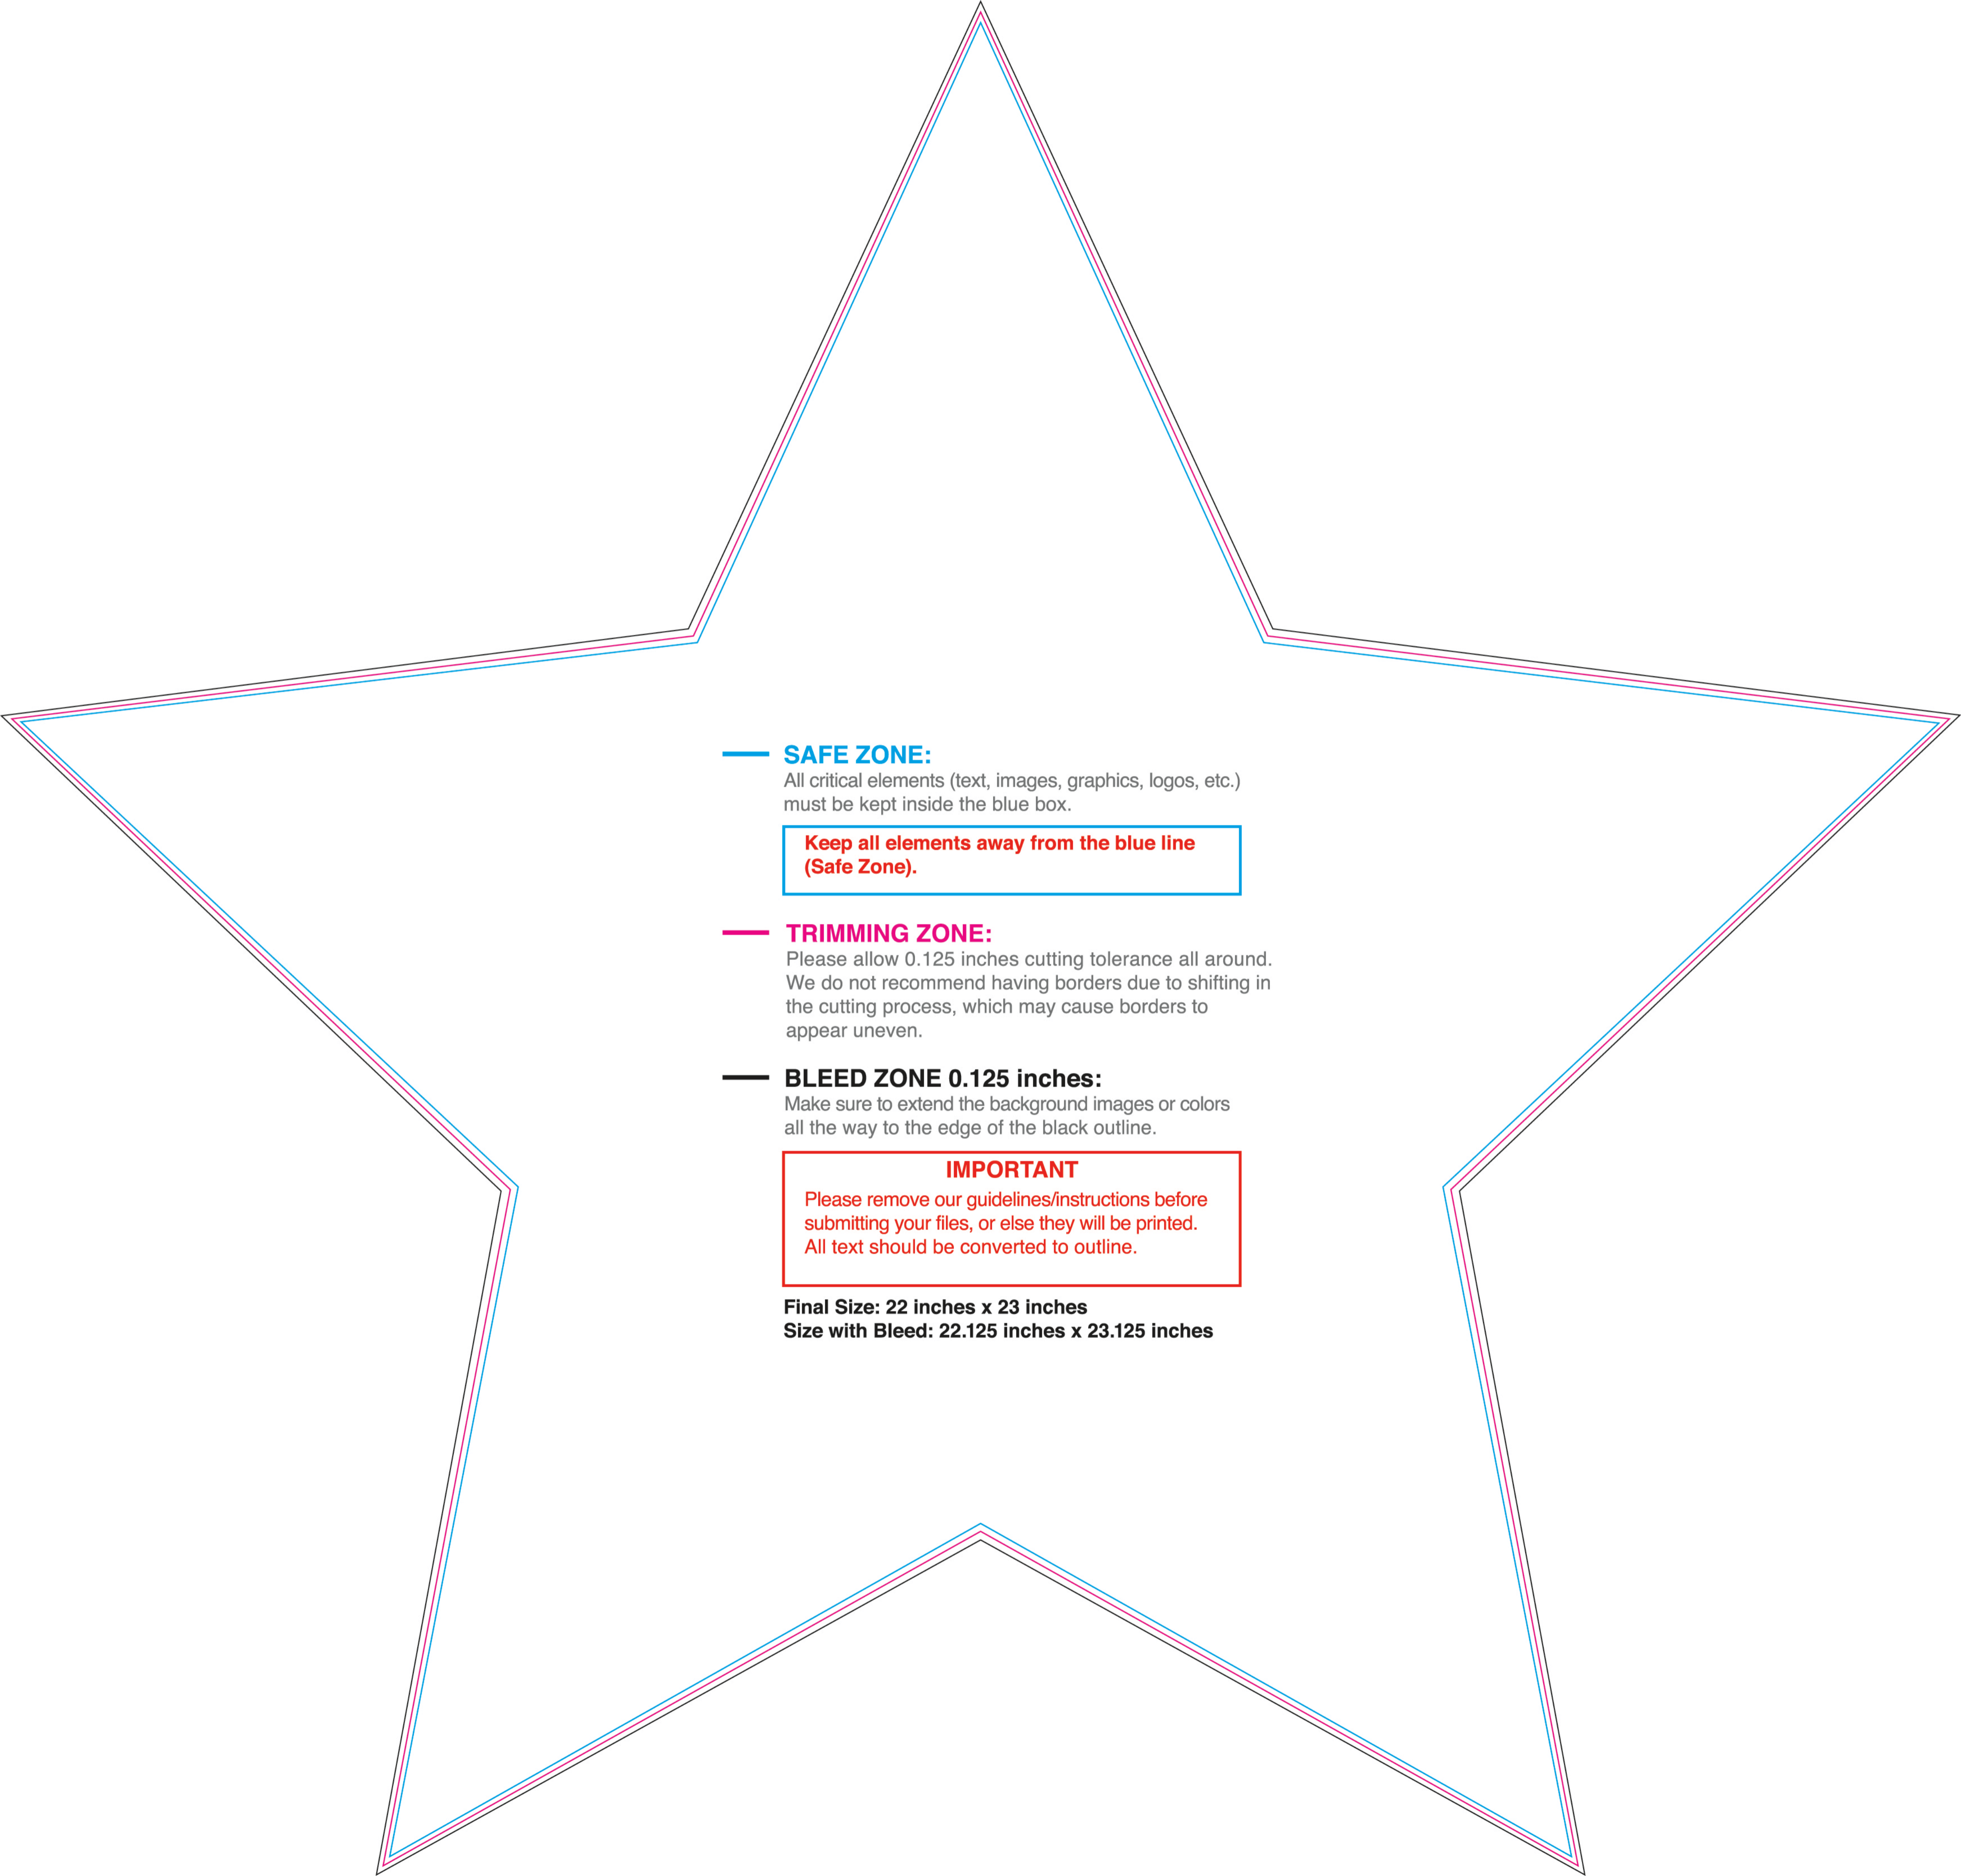 SAFE ZONE:
All critical elements (text, images, graphics, logos, etc.)
must be kept inside the blue box.
Keep all elements away from the blue line
(Safe Zone).
TRIMMING ZONE:
Please allow 0.125 inches cutting tolerance all around.
We do not recommend having borders due to shifting in
the cutting process, which may cause borders to
appear uneven.
BLEED ZONE 0.125 inches:
Make sure to extend the background images or colors
all the way to the edge of the black outline.
IMPORTANT
Please remove our guidelines/instructions before
submitting your files, or else they will be printed.
All text should be converted to outline.
Final Size: 22 inches x 23 inches
Size with Bleed: 22.125 inches x 23.125 inches